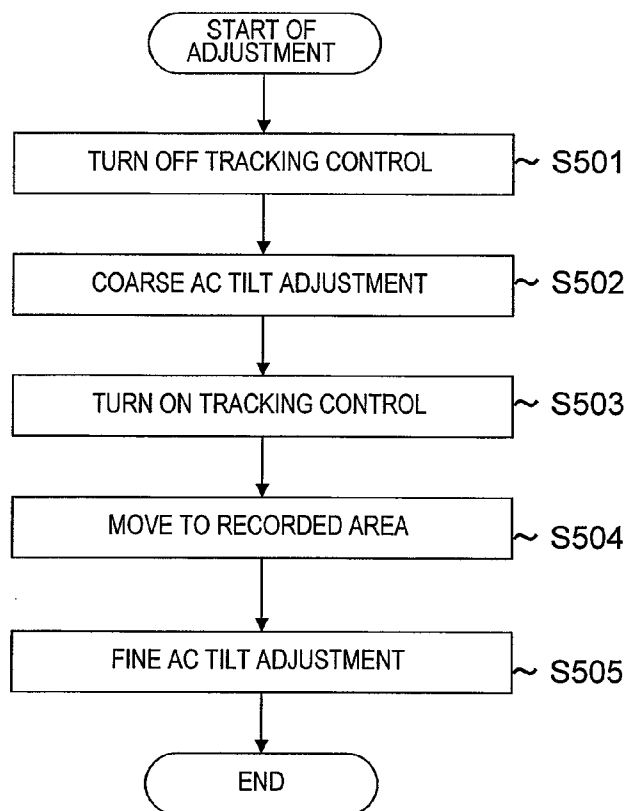 START OF
ADJUSTMENT
TURN OFF TRACKING CONTROL
~ S501
COARSE AC TILT ADJUSTMENT
~ S502
TURN ON TRACKING CONTROL
~ S503
MOVE TO RECORDED AREA
~ S504
FINE AC TILT ADJUSTMENT
~ S505
END